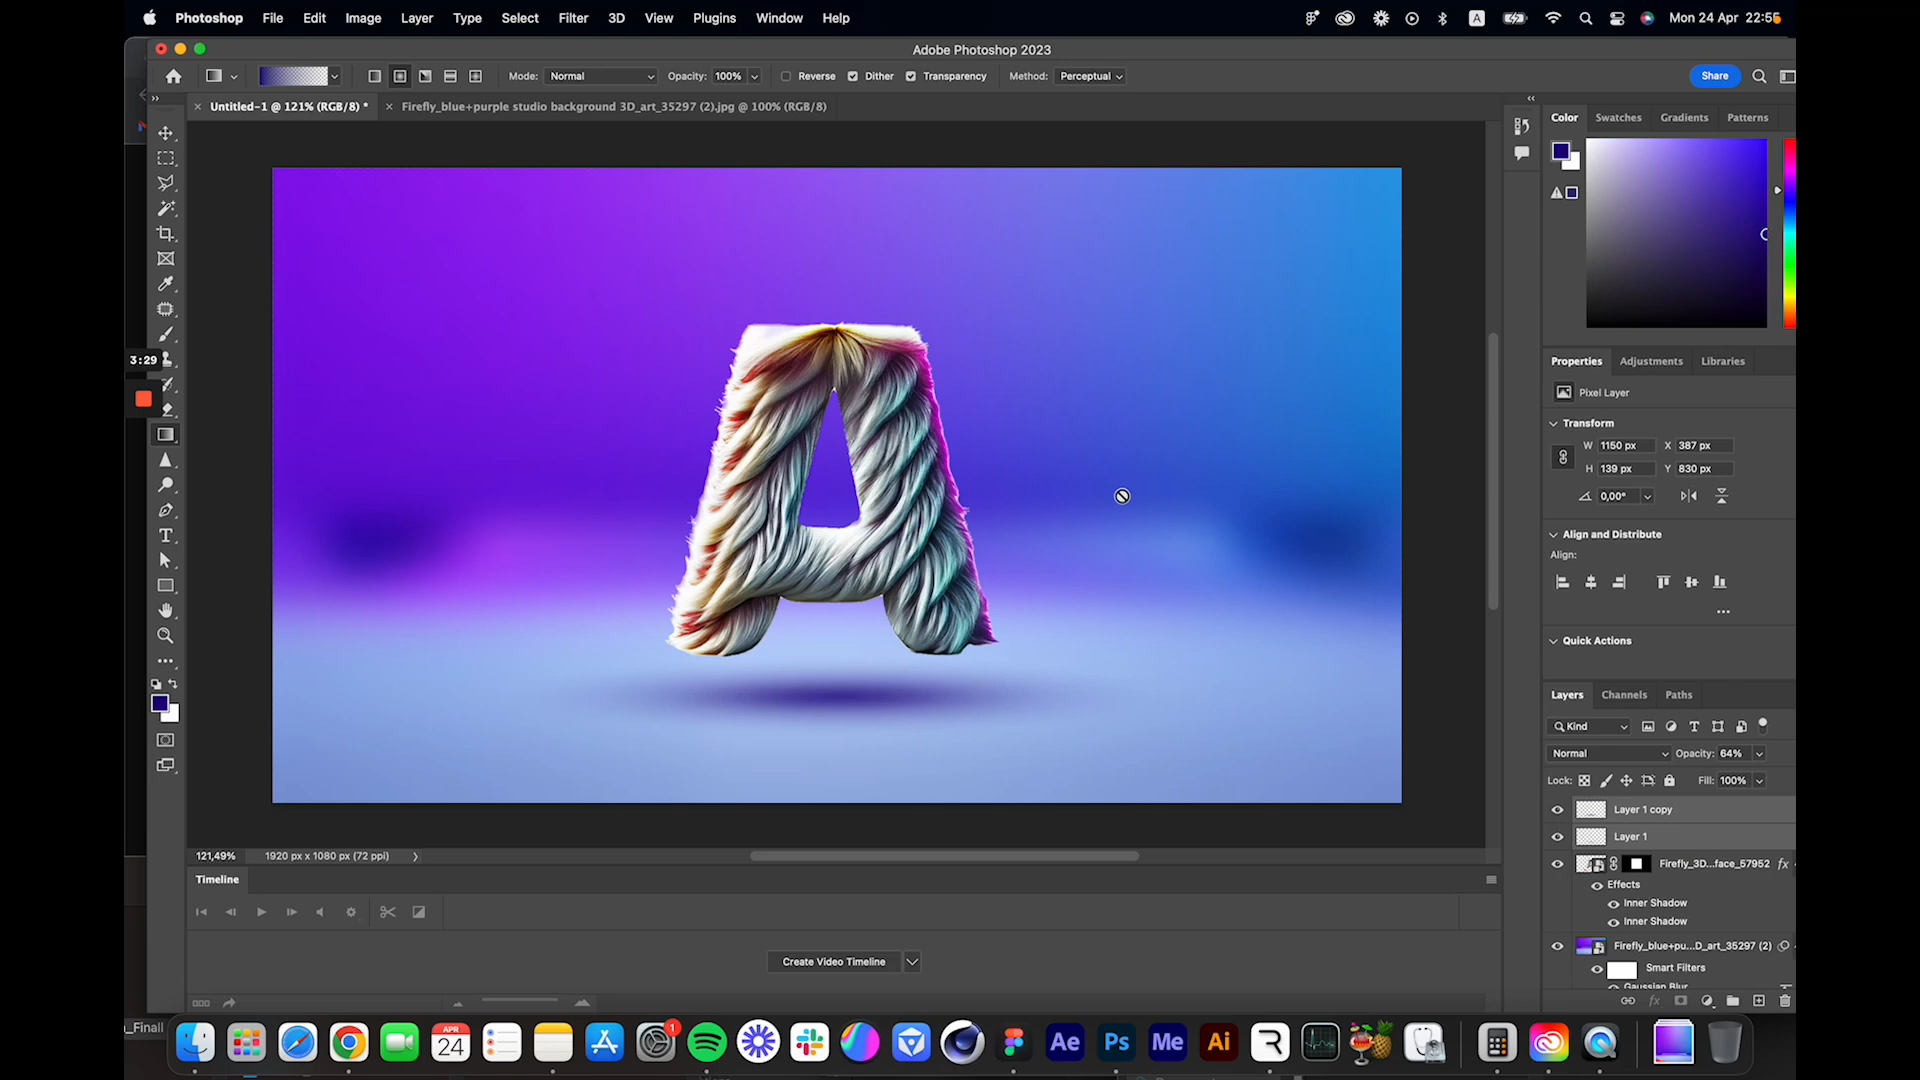 Photoshop File Edit Image Layer Type Select Filter 3D View Plugins Window Help A Mon 24 Apr 22:55
Adobe Photoshop 2023
Mode: Normal Opacity: 100% Reverse Dither Transparency Method: Perceptual Share
Untitled-1 @ 121% (RGB/8) * Firefly_blue+purple studio background 3D_art_35297 (2).jpg @ 100% (RGB/8)
Color Swatches Gradients Patterns
3:29
A
Properties Adjustments Libraries
Pixel Layer
Transform
W 1150 px X 387 px
H 139 px Y 830 px
0,00°
Align and Distribute
Align:
Quick Actions
Layers Channels Paths
Kind
Normal Opacity: 64%
Lock: Fill: 100%
Layer 1 copy
Layer 1
Firefly_3D...face_57952 fx
Effects
Inner Shadow
Inner Shadow
Firefly_blue+pu...D_art_35297 (2)
Smart Filters
Gaussian Blur
fx
121,49% 1920 px x 1080 px (72 ppi)
Timeline
Create Video Timeline
_Finall
APR
24
1
Ae Ps Me Ai R